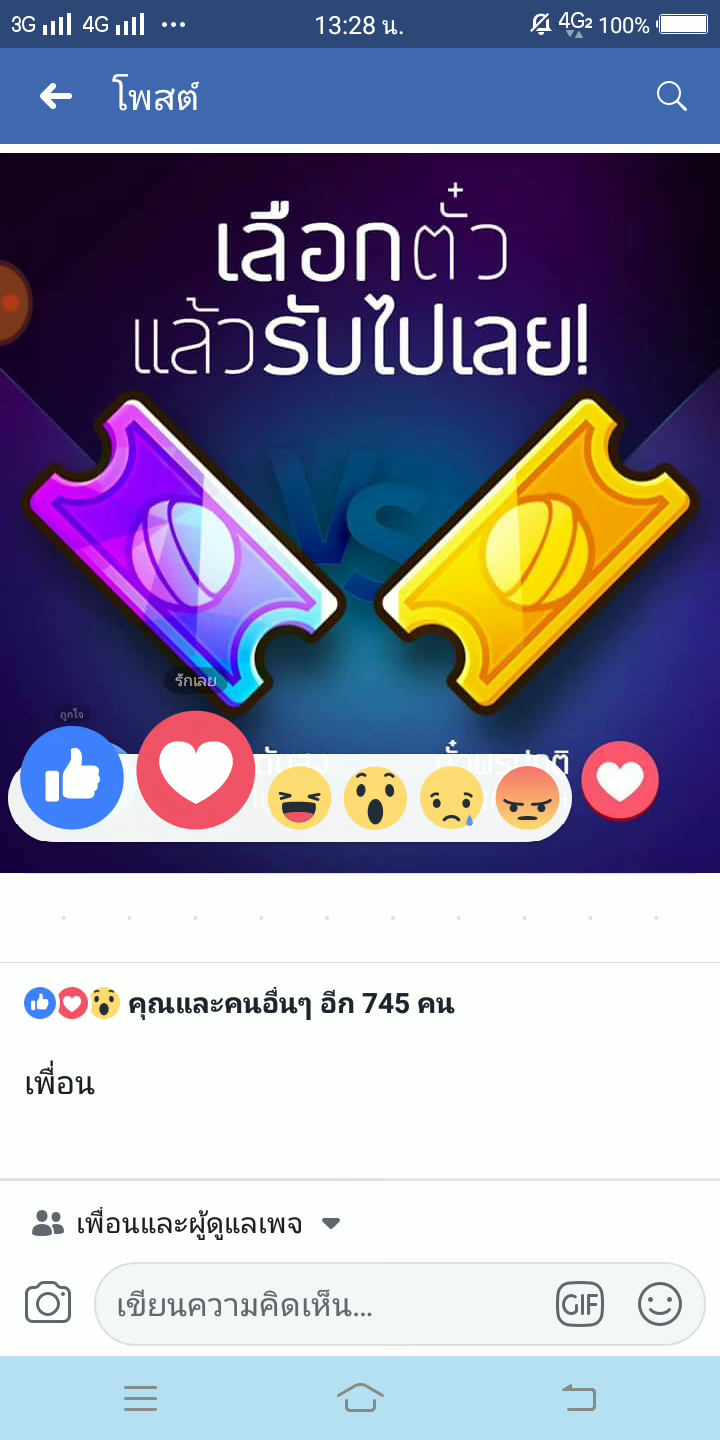 3G 4G 13:28 น. 4G2 100%
โพสต์
เลือกตั๋ว
แล้วรับไปเลย!
VS
รักเลย
ถูกใจ
คุณและคนอื่นๆ อีก 745 คน
เพื่อน
เพื่อนและผู้ดูแลเพจ
เขียนความคิดเห็น...
GIF